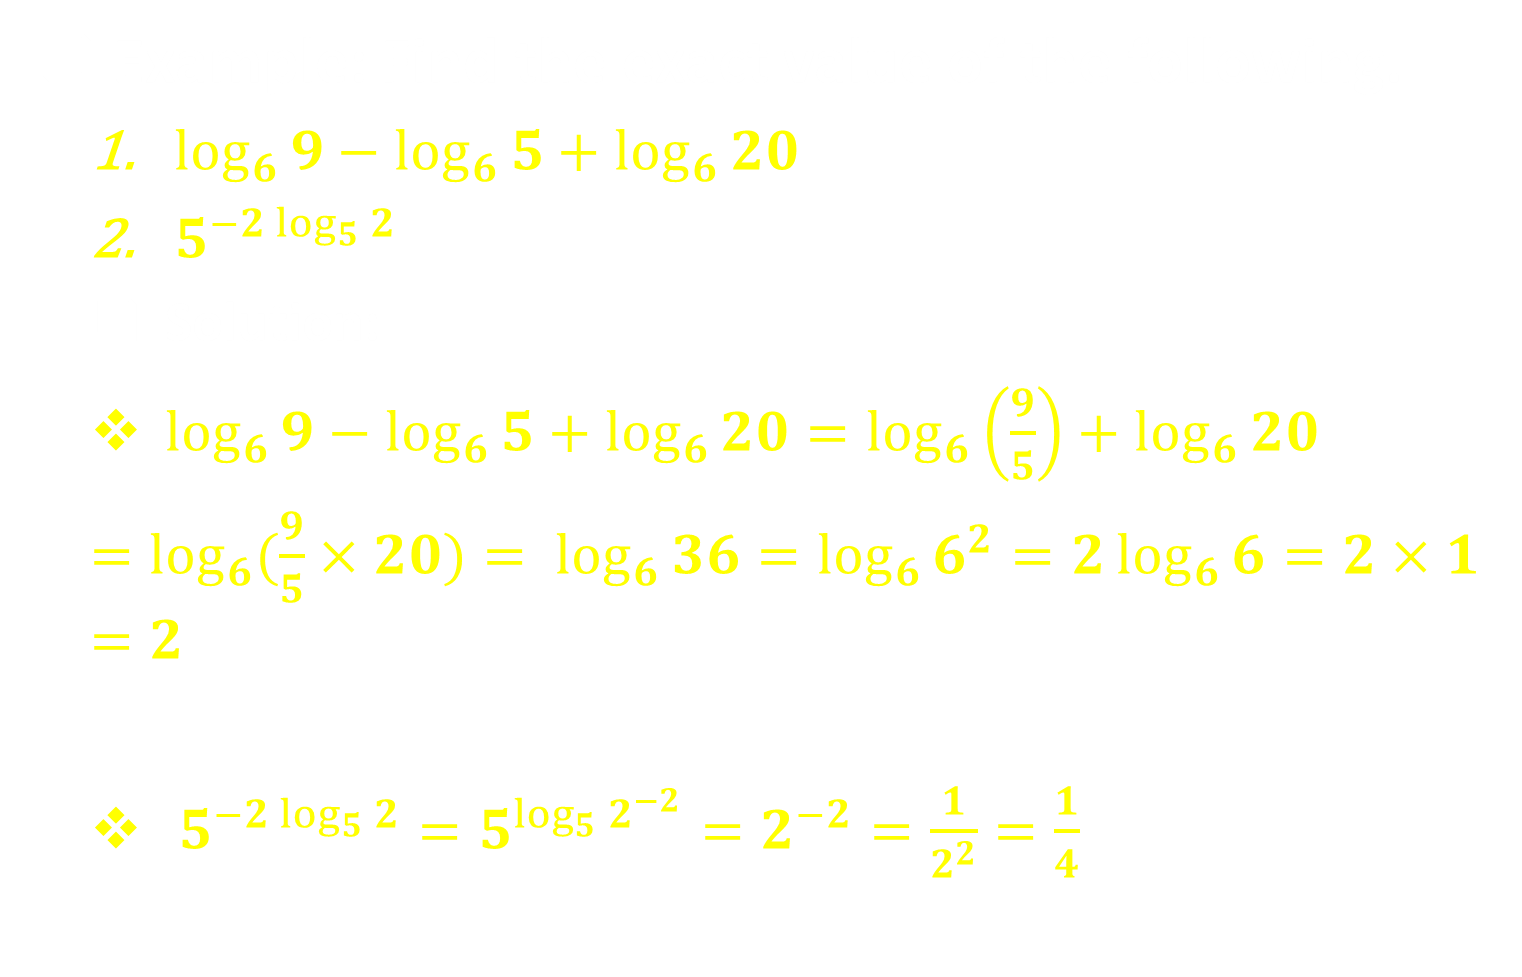 1. log₆ 9 − log₆ 5 + log₆ 20
2. 5^(−2 log₅ 2)
❖ log₆ 9 − log₆ 5 + log₆ 20 = log₆ (9/5) + log₆ 20
= log₆(9/5 × 20) = log₆ 36 = log₆ 6² = 2 log₆ 6 = 2 × 1
= 2
❖ 5^(−2 log₅ 2) = 5^(log₅ 2⁻²) = 2⁻² = 1/2² = 1/4